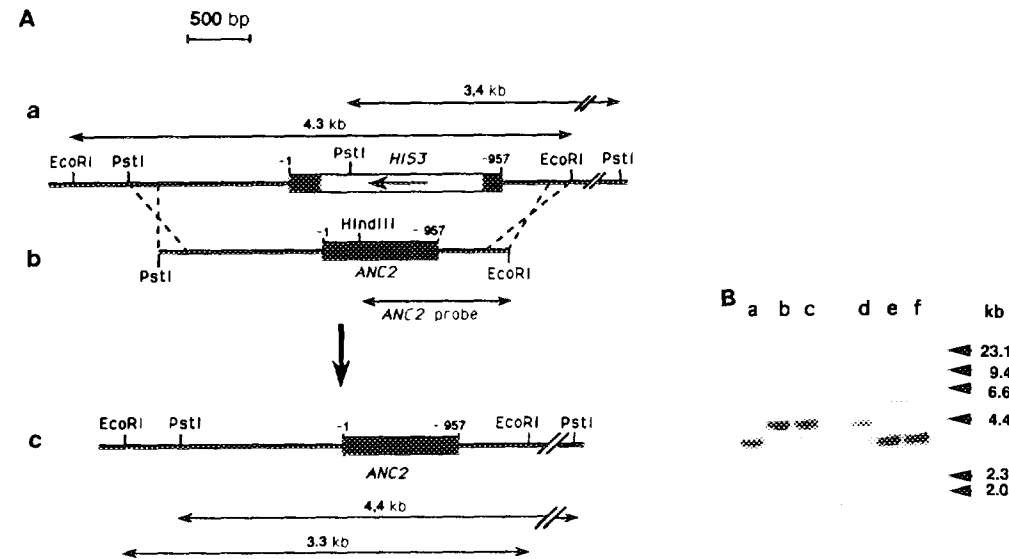 A
500 bp
a
3,4 kb
4.3 kb
EcoRI PstI -1 PstI HIS3 -957 EcoRI PstI
b
-1 HindIII - 957
PstI ANC2 EcoRI
ANC2 probe
c
EcoRI PstI -1 - 957 EcoRI PstI
ANC2
4,4 kb
3.3 kb
B
a b c d e f kb
23.1
9.4
6.6
4.4
2.3
2.0